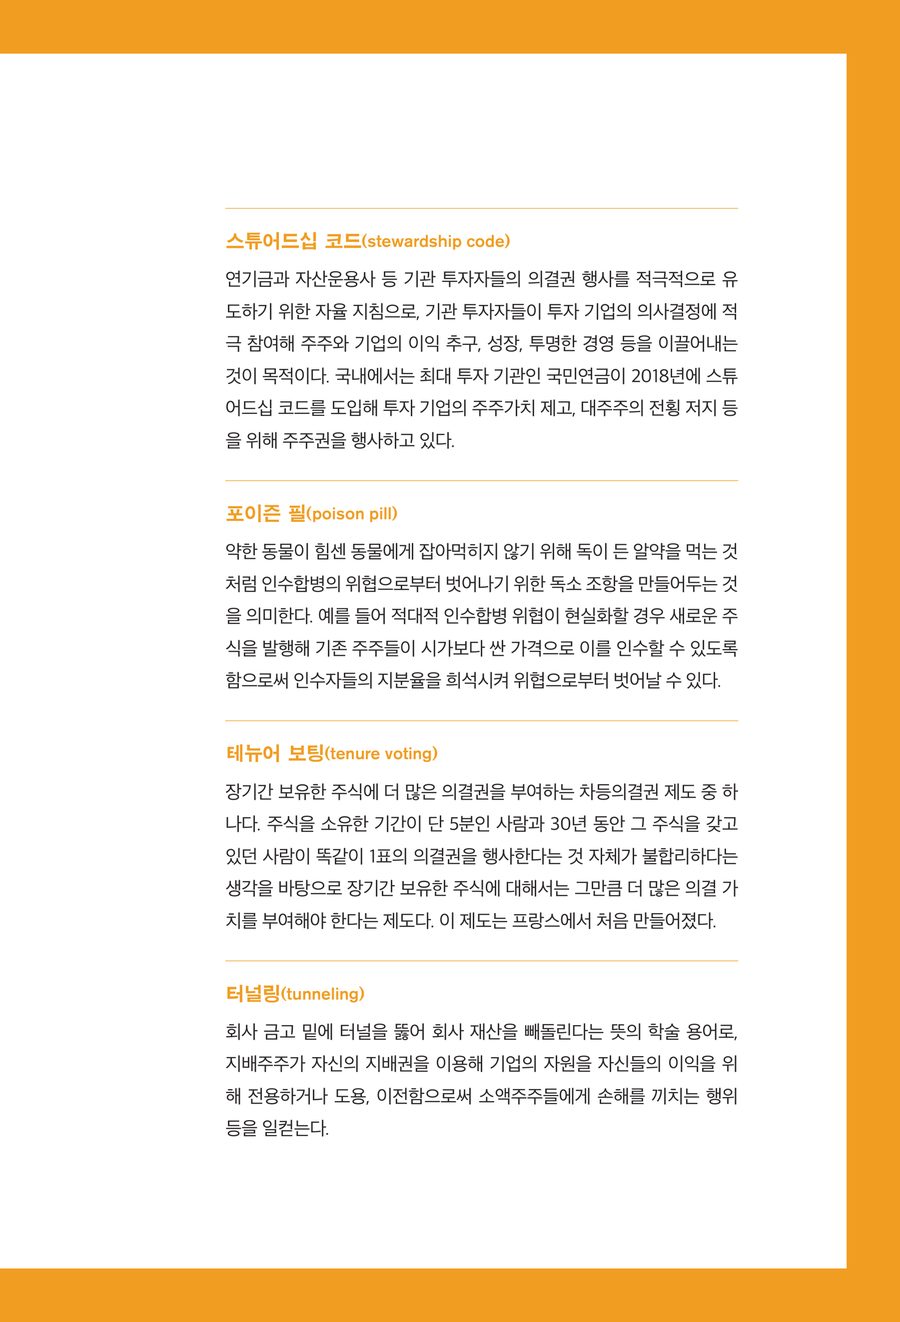 스튜어드십 코드(stewardship code)
연기금과 자산운용사 등 기관 투자자들의 의결권 행사를 적극적으로 유
도하기 위한 자율 지침으로, 기관 투자자들이 투자 기업의 의사결정에 적
극 참여해 주주와 기업의 이익 추구, 성장, 투명한 경영 등을 이끌어내는
것이 목적이다. 국내에서는 최대 투자 기관인 국민연금이 2018년에 스튜
어드십 코드를 도입해 투자 기업의 주주가치 제고, 대주주의 전횡 저지 등
을 위해 주주권을 행사하고 있다.
포이즌 필(poison pill)
약한 동물이 힘센 동물에게 잡아먹히지 않기 위해 독이 든 알약을 먹는 것
처럼 인수합병의 위협으로부터 벗어나기 위한 독소 조항을 만들어두는 것
을 의미한다. 예를 들어 적대적 인수합병 위협이 현실화할 경우 새로운 주
식을 발행해 기존 주주들이 시가보다 싼 가격으로 이를 인수할 수 있도록
함으로써 인수자들의 지분율을 희석시켜 위협으로부터 벗어날 수 있다.
테뉴어 보팅(tenure voting)
장기간 보유한 주식에 더 많은 의결권을 부여하는 차등의결권 제도 중 하
나다. 주식을 소유한 기간이 단 5분인 사람과 30년 동안 그 주식을 갖고
있던 사람이 똑같이 1표의 의결권을 행사한다는 것 자체가 불합리하다는
생각을 바탕으로 장기간 보유한 주식에 대해서는 그만큼 더 많은 의결 가
치를 부여해야 한다는 제도다. 이 제도는 프랑스에서 처음 만들어졌다.
터널링(tunneling)
회사 금고 밑에 터널을 뚫어 회사 재산을 빼돌린다는 뜻의 학술 용어로,
지배주주가 자신의 지배권을 이용해 기업의 자원을 자신들의 이익을 위
해 전용하거나 도용, 이전함으로써 소액주주들에게 손해를 끼치는 행위
등을 일컫는다.